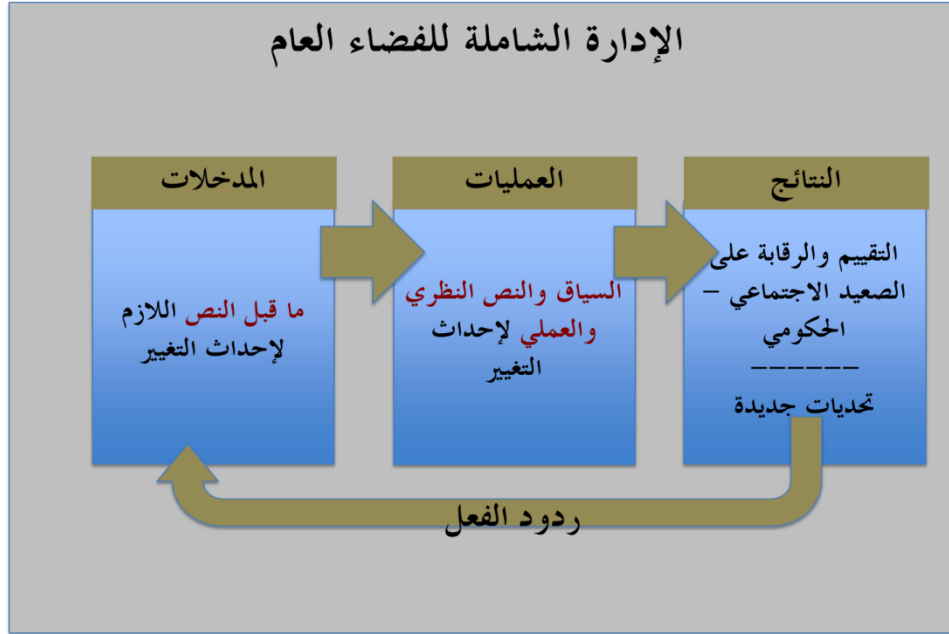 الإدارة الشاملة للفضاء العام
المدخلات
ما قبل النص اللازم
لإحداث التغيير
العمليات
السياق والنص النظري
والعملي لإحداث
التغيير
النتائج
التقييم والرقابة على
الصعيد الاجتماعي –
الحكومي
------
تحديات جديدة
ردود الفعل